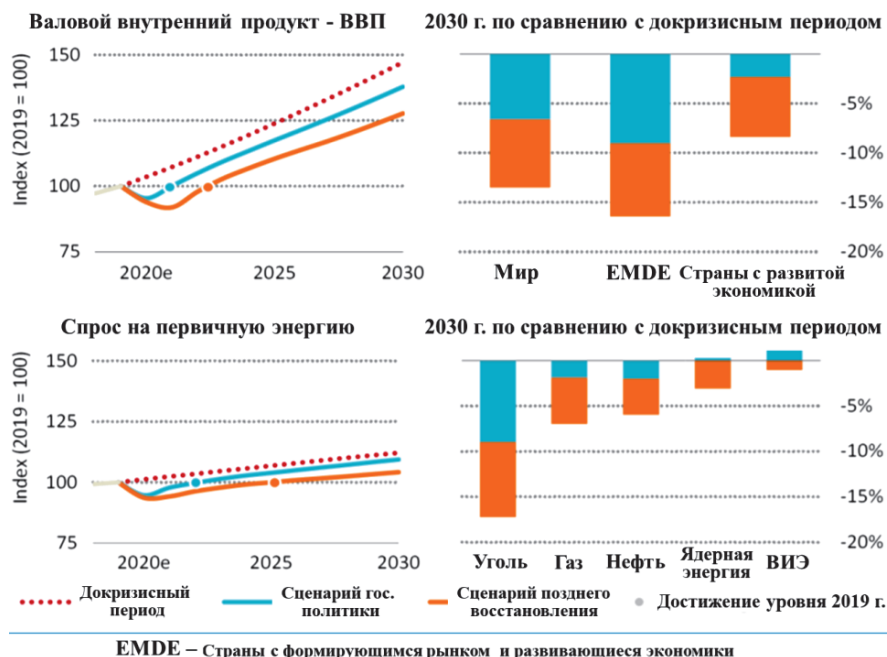 Валовой внутренний продукт - ВВП
2030 г. по сравнению с докризисным периодом
Index (2019 = 100)
150
125
100
75
2020e
2025
2030
-5%
-10%
-15%
-20%
Мир
EMDE
Страны с развитой
экономикой
Спрос на первичную энергию
2030 г. по сравнению с докризисным периодом
Index (2019 = 100)
150
125
100
75
2020e
2025
2030
-5%
-10%
-15%
-20%
Уголь
Газ
Нефть
Ядерная
энергия
ВИЭ
Докризисный
период
Сценарий гос.
политики
Сценарий позднего
восстановления
Достижение уровня 2019 г.
EMDE – Страны с формирующимся рынком и развивающиеся экономики